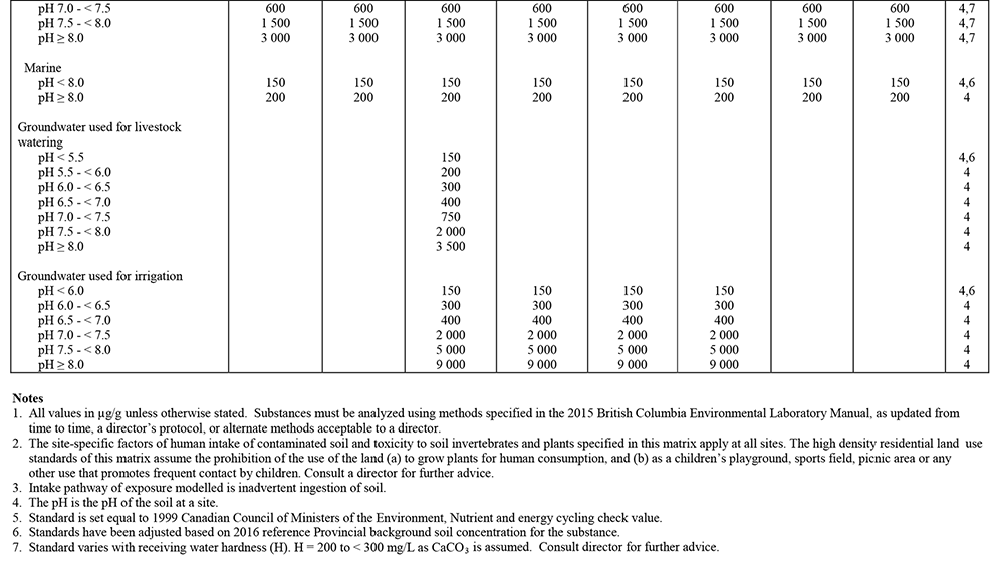 pH 7.0 - < 7.5 600 600 600 600 600 600 600 600 4,7
pH 7.5 - < 8.0 1 500 1 500 1 500 1 500 1 500 1 500 1 500 1 500 4,7
pH ≥ 8.0 3 000 3 000 3 000 3 000 3 000 3 000 3 000 3 000 4,7
Marine
pH < 8.0 150 150 150 150 150 150 150 150 4,6
pH ≥ 8.0 200 200 200 200 200 200 200 200 4
Groundwater used for livestock
watering
pH < 5.5 150 4,6
pH 5.5 - < 6.0 200 4
pH 6.0 - < 6.5 300 4
pH 6.5 - < 7.0 400 4
pH 7.0 - < 7.5 750 4
pH 7.5 - < 8.0 2 000 4
pH ≥ 8.0 3 500 4
Groundwater used for irrigation
pH < 6.0 150 150 150 150 4,6
pH 6.0 - < 6.5 300 300 300 300 4
pH 6.5 - < 7.0 400 400 400 400 4
pH 7.0 - < 7.5 2 000 2 000 2 000 2 000 4
pH 7.5 - < 8.0 5 000 5 000 5 000 5 000 4
pH ≥ 8.0 9 000 9 000 9 000 9 000 4
Notes
1. All values in µg/g unless otherwise stated. Substances must be analyzed using methods specified in the 2015 British Columbia Environmental Laboratory Manual, as updated from
time to time, a director's protocol, or alternate methods acceptable to a director.
2. The site-specific factors of human intake of contaminated soil and toxicity to soil invertebrates and plants specified in this matrix apply at all sites. The high density residential land use
standards of this matrix assume the prohibition of the use of the land (a) to grow plants for human consumption, and (b) as a children's playground, sports field, picnic area or any
other use that promotes frequent contact by children. Consult a director for further advice.
3. Intake pathway of exposure modelled is inadvertent ingestion of soil.
4. The pH is the pH of the soil at a site.
5. Standard is set equal to 1999 Canadian Council of Ministers of the Environment, Nutrient and energy cycling check value.
6. Standards have been adjusted based on 2016 reference Provincial background soil concentration for the substance.
7. Standard varies with receiving water hardness (H). H = 200 to < 300 mg/L as CaCO₃ is assumed. Consult director for further advice.